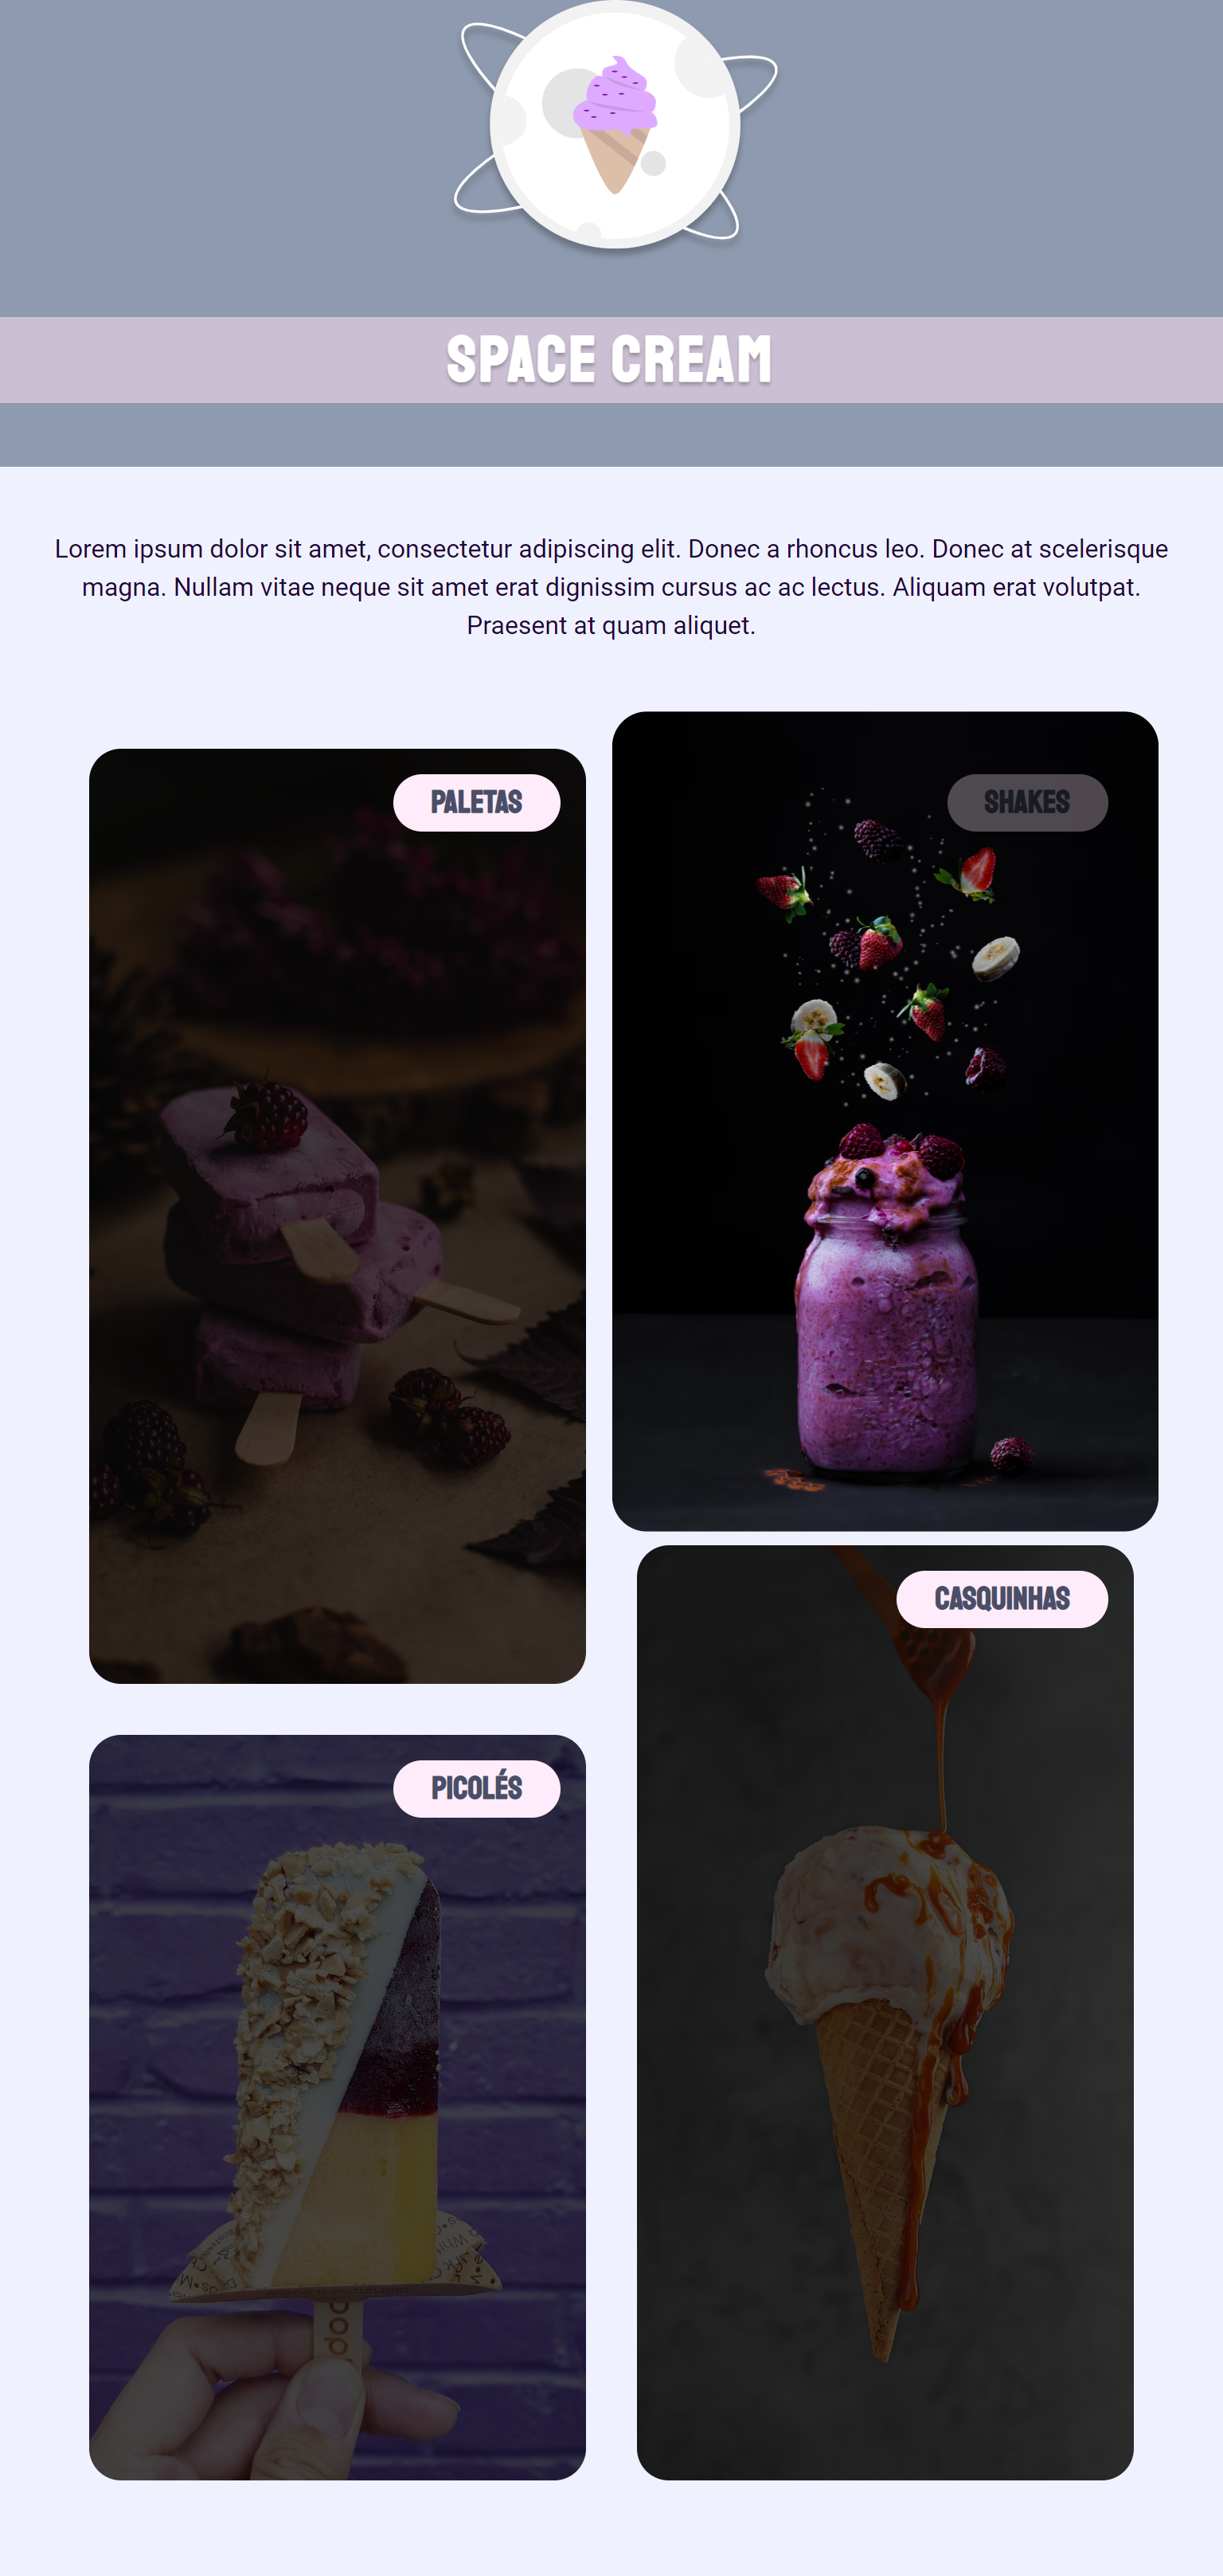 SPACE CREAM
Lorem ipsum dolor sit amet, consectetur adipiscing elit. Donec a rhoncus leo. Donec at scelerisque
magna. Nullam vitae neque sit amet erat dignissim cursus ac ac lectus. Aliquam erat volutpat.
Praesent at quam aliquet.
PALETAS
SHAKES
CASQUINHAS
PICOLÉS